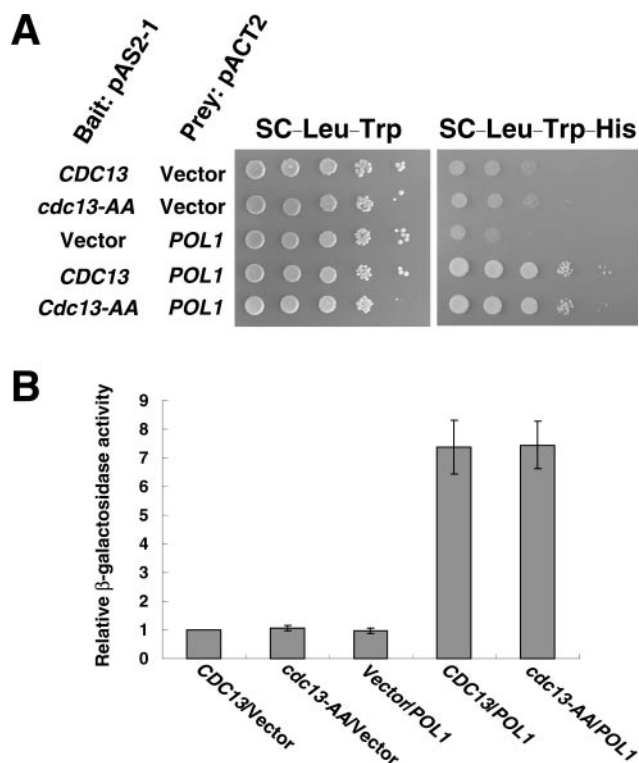 A
Bait: pAS2-1
Prey: pACT2
SC-Leu-Trp
SC-Leu-Trp-His
CDC13 Vector
cdc13-AA Vector
Vector POL1
CDC13 POL1
Cdc13-AA POL1
B
Relative β-galactosidase activity
9
8
7
6
5
4
3
2
1
0
CDC13/Vector
cdc13-AA/Vector
Vector/POL1
CDC13/POL1
cdc13-AA/POL1